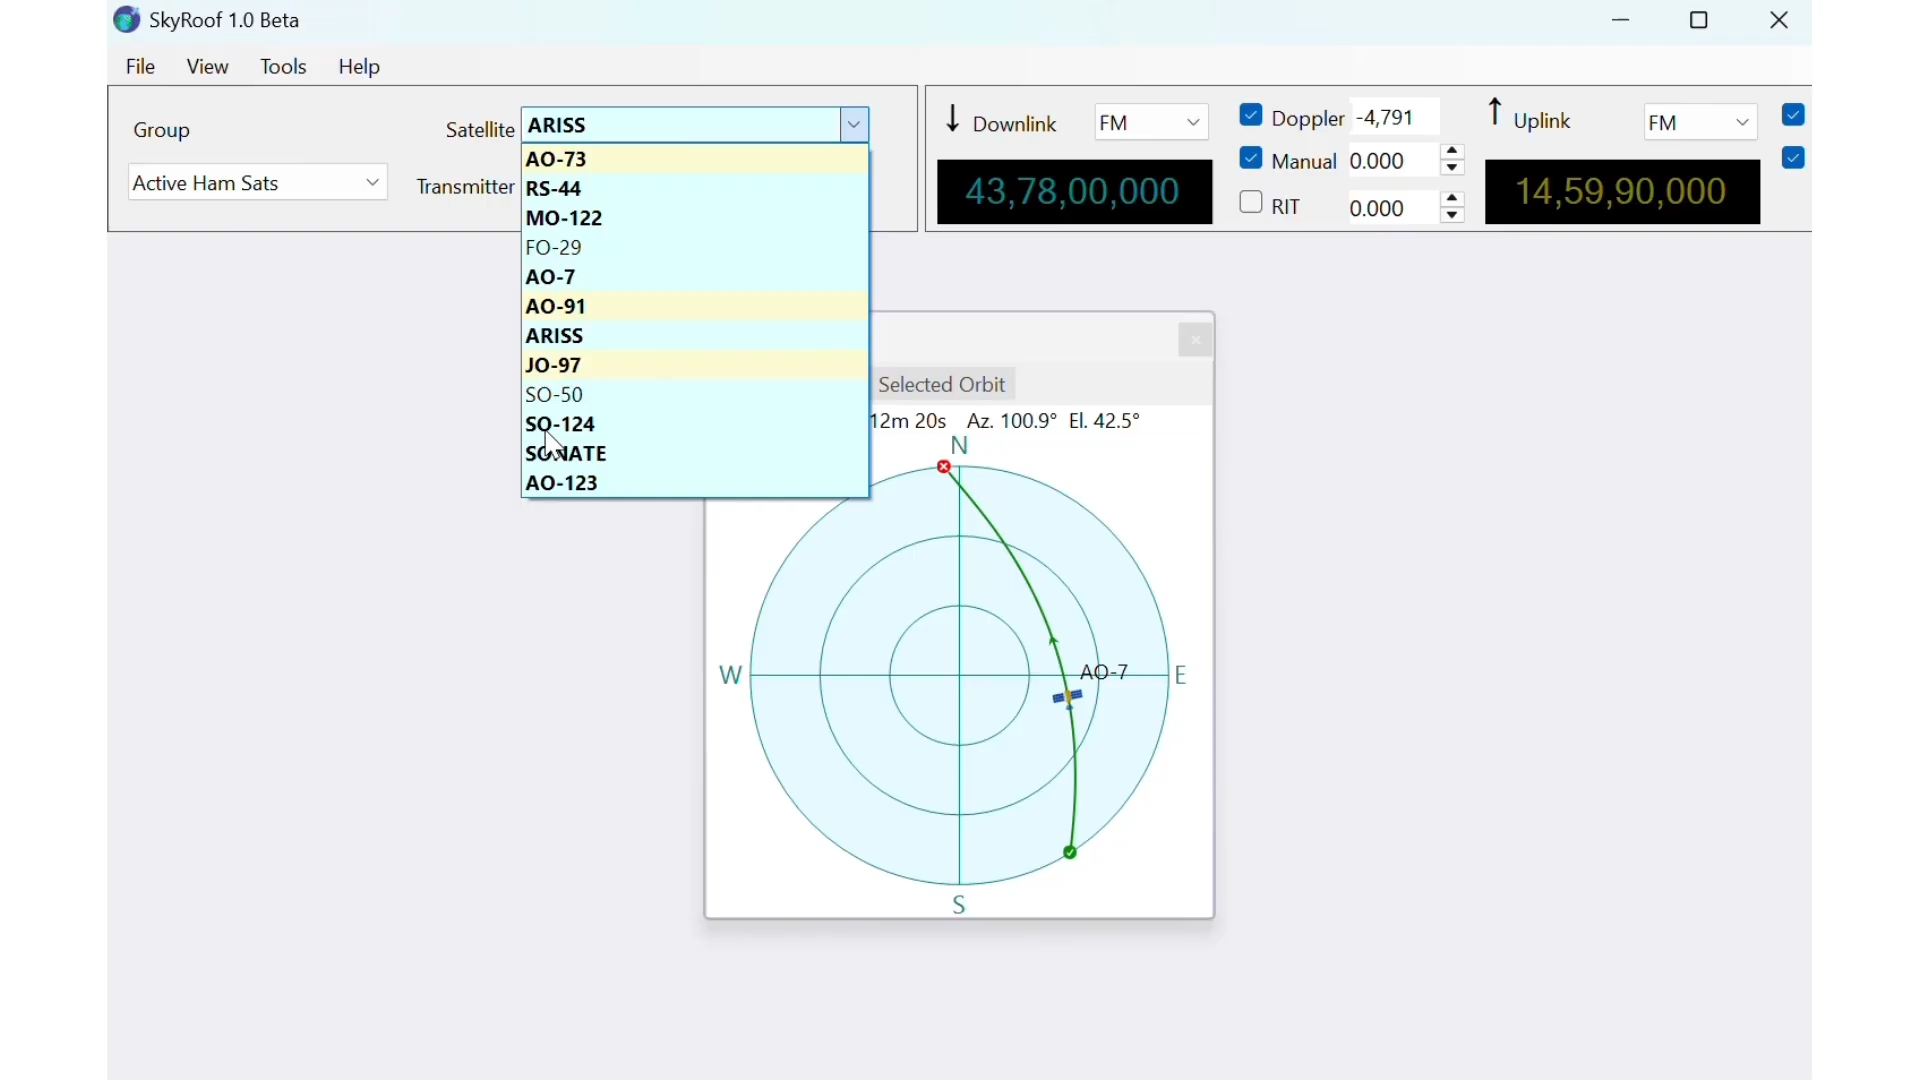 SkyRoof 1.0 Beta
File View Tools Help
Group
Active Ham Sats
Satellite ARISS
Transmitter
AO-73
RS-44
MO-122
FO-29
AO-7
AO-91
ARISS
JO-97
SO-50
SO-124
SONATE
AO-123
Downlink FM
43,78,00,000
Doppler -4,791
Manual 0.000
RIT 0.000
Uplink FM
14,59,90,000
Selected Orbit
12m 20s Az. 100.9° El. 42.5°
N
W
AO-7
E
S